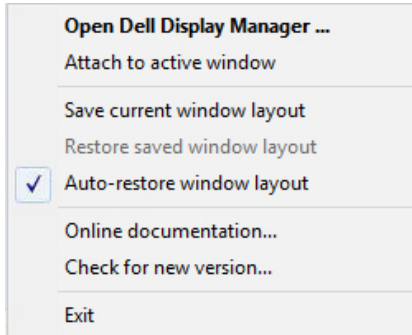 Open Dell Display Manager ...
Attach to active window
Save current window layout
Restore saved window layout
Auto-restore window layout
Online documentation...
Check for new version...
Exit